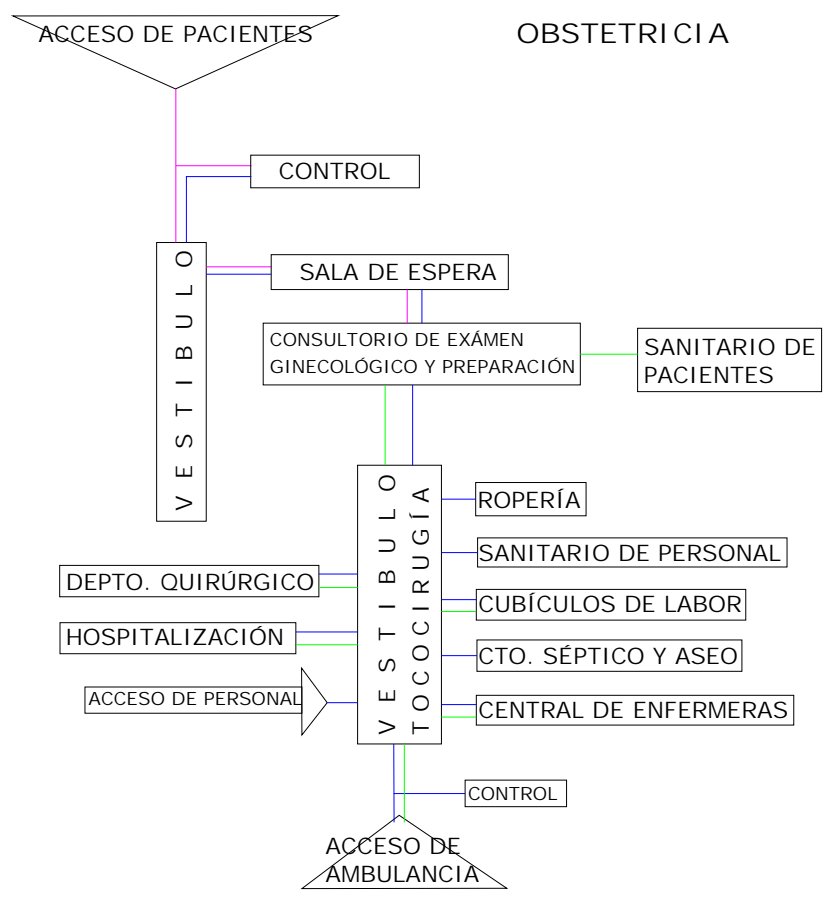 ACCESO DE PACIENTES
OBSTETRICIA
CONTROL
VESTIBULO
SALA DE ESPERA
CONSULTORIO DE EXÁMEN
GINECOLÓGICO Y PREPARACIÓN
SANITARIO DE
PACIENTES
VESTIBULO
TOCOCIRUGÍA
ROPERÍA
SANITARIO DE PERSONAL
DEPTO. QUIRÚRGICO
CUBÍCULOS DE LABOR
HOSPITALIZACIÓN
CTO. SÉPTICO Y ASEO
ACCESO DE PERSONAL
CENTRAL DE ENFERMERAS
CONTROL
ACCESO DE
AMBULANCIA